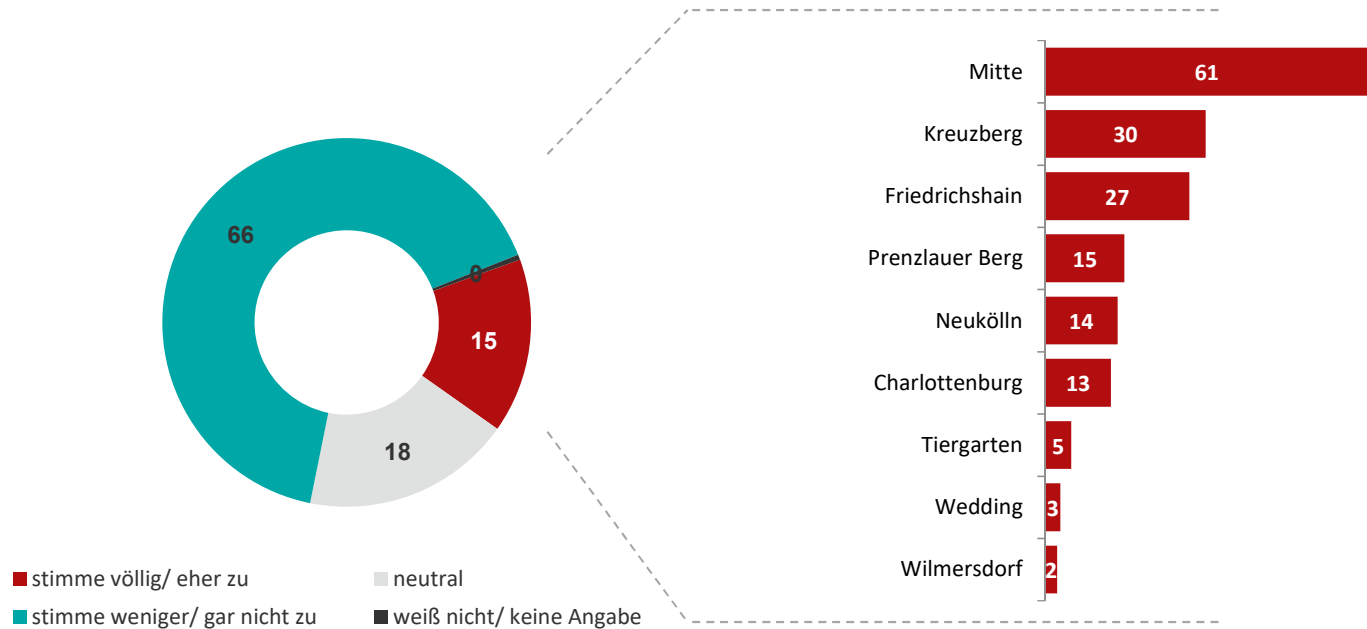 66
0
15
18
stimme völlig/ eher zu
neutral
stimme weniger/ gar nicht zu
weiß nicht/ keine Angabe
Mitte 61
Kreuzberg 30
Friedrichshain 27
Prenzlauer Berg 15
Neukölln 14
Charlottenburg 13
Tiergarten 5
Wedding 3
Wilmersdorf 2